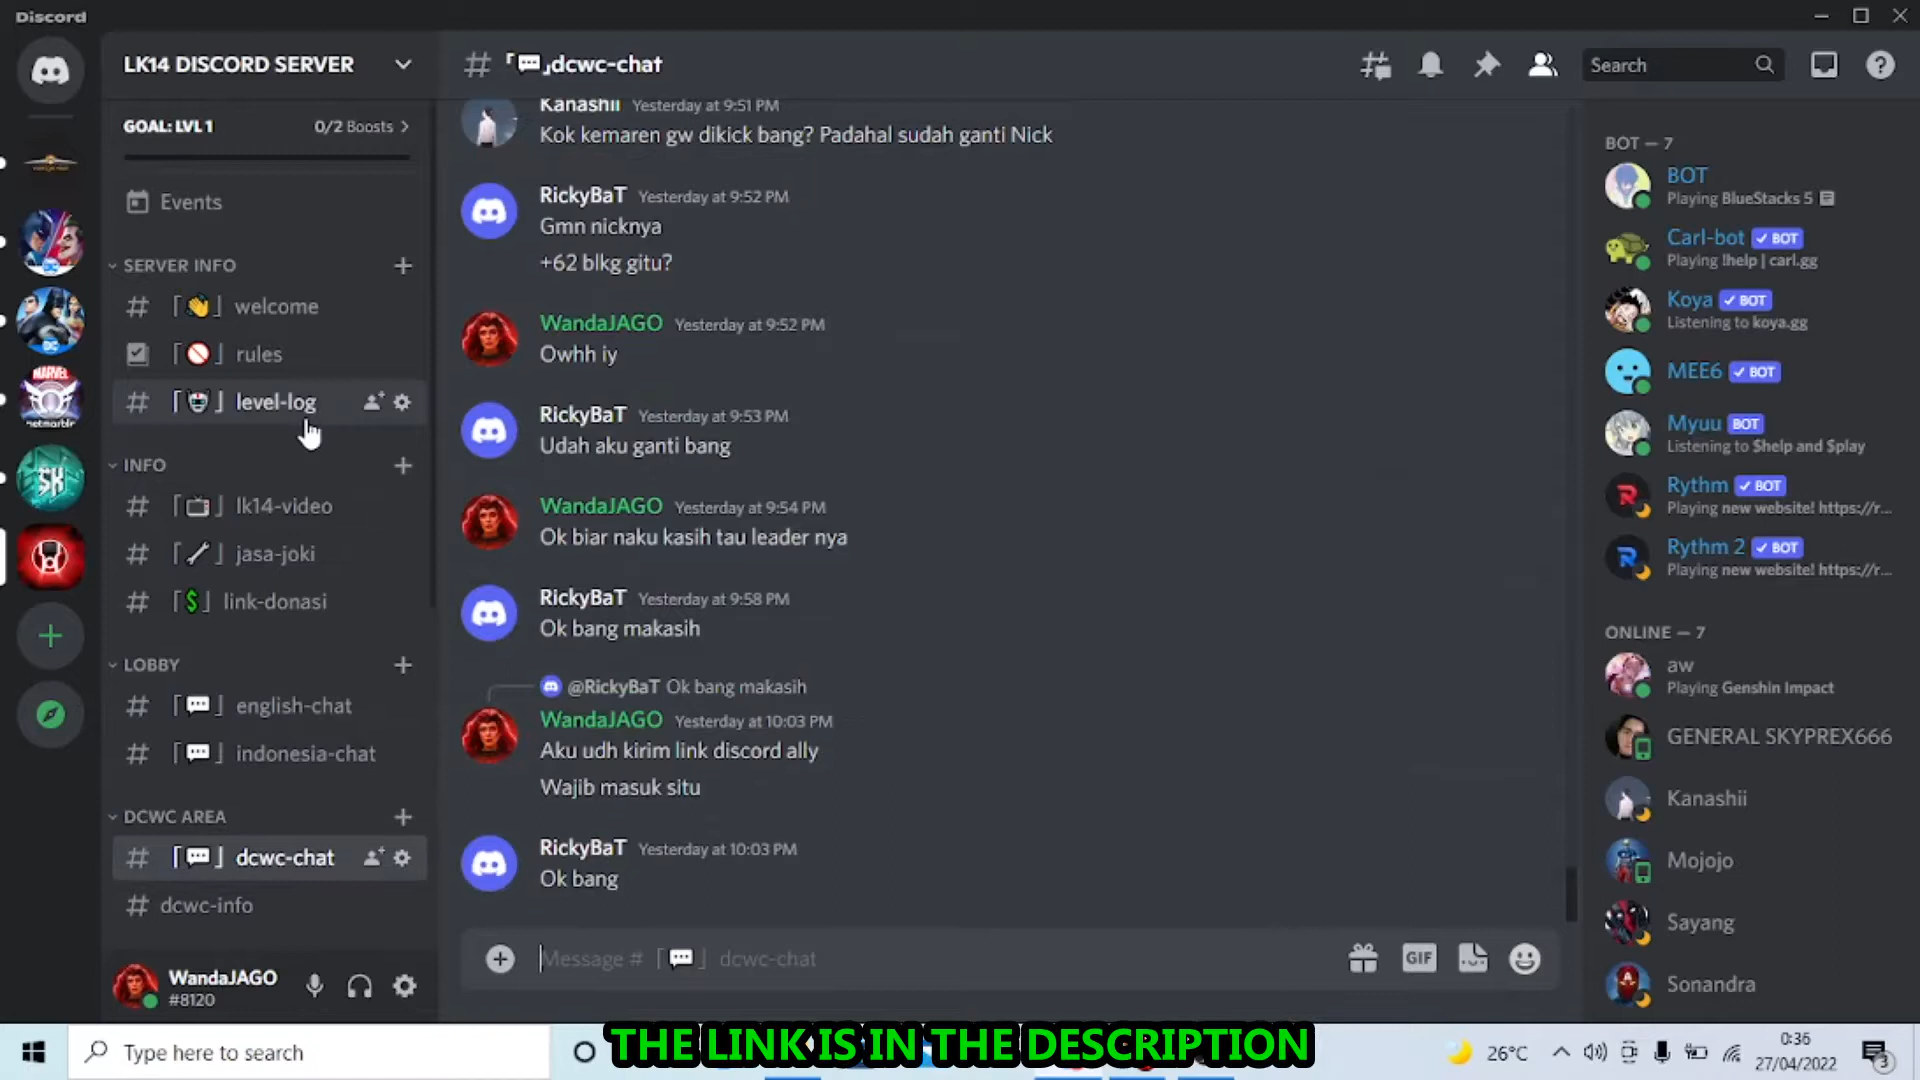 Discord
LK14 DISCORD SERVER
GOAL: LVL 1 0/2 Boosts
Events
SERVER INFO
welcome
rules
level-log
INFO
lk14-video
jasa-joki
$ link-donasi
LOBBY
english-chat
indonesia-chat
DCWC AREA
dcwc-chat
# dcwc-info
WandaJAGO
#8120
MARVEL
netmarble
SK
# 「💬」dcwc-chat
Search
Kanashii Yesterday at 9:51 PM
Kok kemaren gw dikick bang? Padahal sudah ganti Nick
RickyBaT Yesterday at 9:52 PM
Gmn nicknya
+62 blkg gitu?
WandaJAGO Yesterday at 9:52 PM
Owhh iy
RickyBaT Yesterday at 9:53 PM
Udah aku ganti bang
WandaJAGO Yesterday at 9:54 PM
Ok biar naku kasih tau leader nya
RickyBaT Yesterday at 9:58 PM
Ok bang makasih
@RickyBaT Ok bang makasih
WandaJAGO Yesterday at 10:03 PM
Aku udh kirim link discord ally
Wajib masuk situ
RickyBaT Yesterday at 10:03 PM
Ok bang
Message # 「💬」 dcwc-chat
GIF
BOT — 7
BOT
Playing BlueStacks 5
Carl-bot BOT
Playing !help | carl.gg
Koya BOT
Listening to koya.gg
MEE6 BOT
Myuu BOT
Listening to $help and $play
Rythm BOT
Playing new website! https://r...
Rythm 2 BOT
Playing new website! https://r...
ONLINE — 7
aw
Playing Genshin Impact
GENERAL SKYPREX666
Kanashii
Mojojo
Sayang
Sonandra
Type here to search
THE LINK IS IN THE DESCRIPTION
26°C
0:36
27/04/2022
3